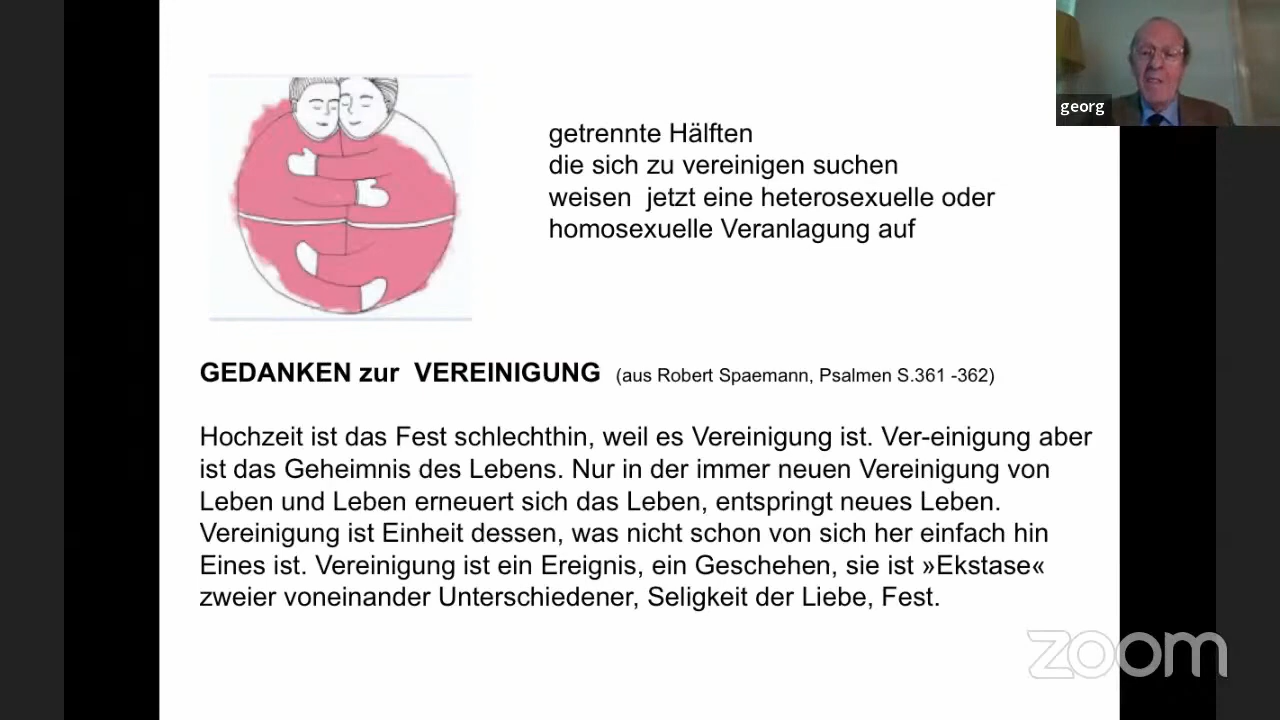 georg
getrennte Hälften
die sich zu vereinigen suchen
weisen  jetzt eine heterosexuelle oder
homosexuelle Veranlagung auf
GEDANKEN zur  VEREINIGUNG  (aus Robert Spaemann, Psalmen S.361 -362)
Hochzeit ist das Fest schlechthin, weil es Vereinigung ist. Ver-einigung aber
ist das Geheimnis des Lebens. Nur in der immer neuen Vereinigung von
Leben und Leben erneuert sich das Leben, entspringt neues Leben.
Vereinigung ist Einheit dessen, was nicht schon von sich her einfach hin
Eines ist. Vereinigung ist ein Ereignis, ein Geschehen, sie ist »Ekstase«
zweier voneinander Unterschiedener, Seligkeit der Liebe, Fest.
zoom